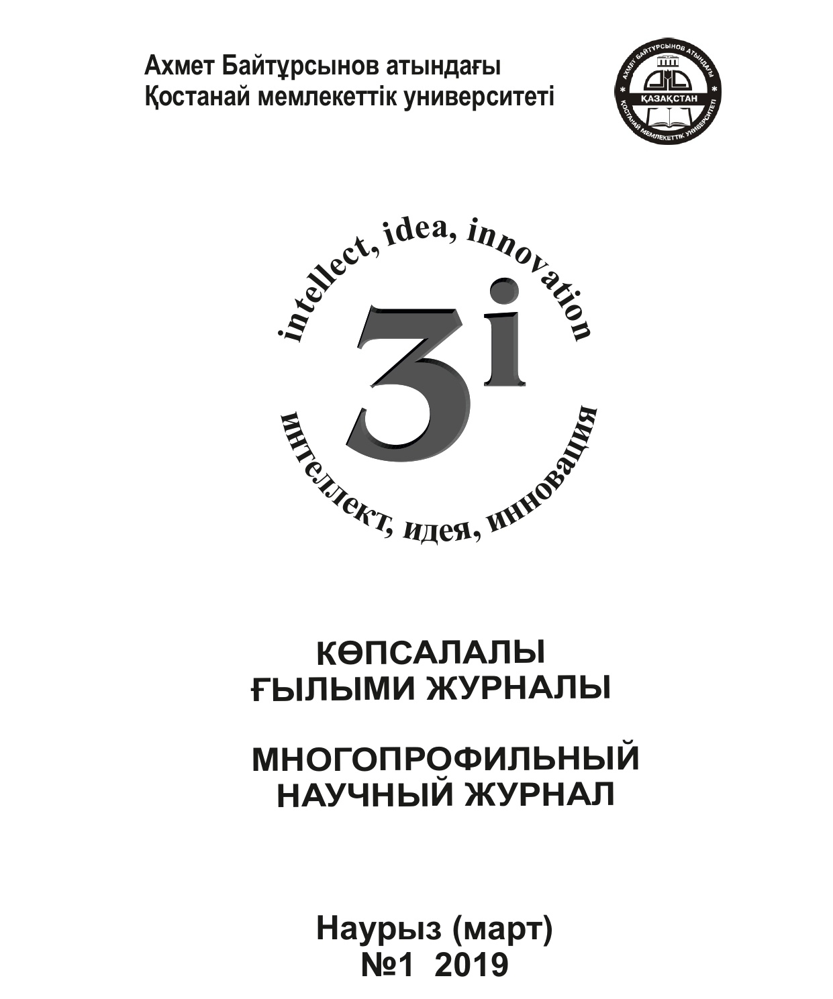 Ахмет Байтұрсынов атындағы
Қостанай мемлекеттік университеті
АХМЕТ БАЙТҰРСЫНОВ АТЫНДАҒЫ
ҚАЗАҚСТАН
ҚОСТАНАЙ МЕМЛЕКЕТТІК УНИВЕРСИТЕТІ
intellect, idea, innovation
3i
интеллект, идея, инновация
КӨПСАЛАЛЫ
ҒЫЛЫМИ ЖУРНАЛЫ
МНОГОПРОФИЛЬНЫЙ
НАУЧНЫЙ ЖУРНАЛ
Наурыз (март)
№1 2019